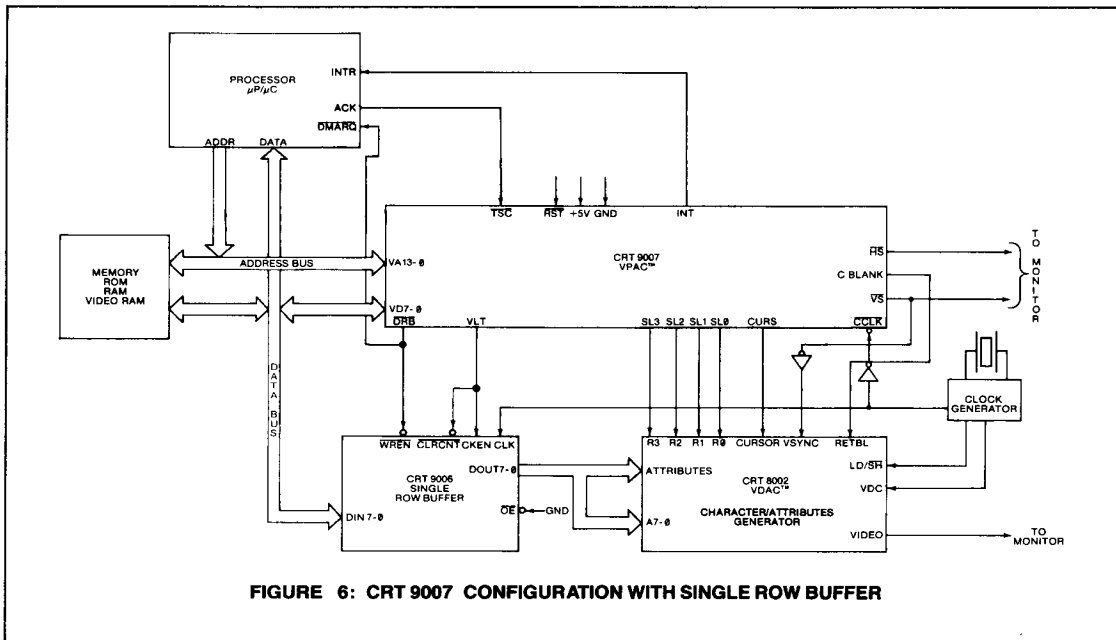 PROCESSOR
μP/μC
INTR
ACK
DMARQ
ADDR DATA
TSC RST +5V GND INT
MEMORY
ROM
RAM
VIDEO RAM
ADDRESS BUS
VA13-0
CRT 9007
VPAC™
HS
C BLANK
VS
TO MONITOR
VD7-0
DRB VLT SL3 SL2 SL1 SL0 CURS CCLK
DATA BUS
CLOCK
GENERATOR
WREN CLRCNT CKEN CLK
DOUT7-0
CRT 9006
SINGLE
ROW BUFFER
OE
GND
DIN 7-0
R3 R2 R1 R0 CURSOR VSYNC RETBL
ATTRIBUTES
LD/SH
CRT 8002
VDAC™
VDC
CHARACTER/ATTRIBUTES
GENERATOR
A7-0
VIDEO
TO
MONITOR
FIGURE 6: CRT 9007 CONFIGURATION WITH SINGLE ROW BUFFER